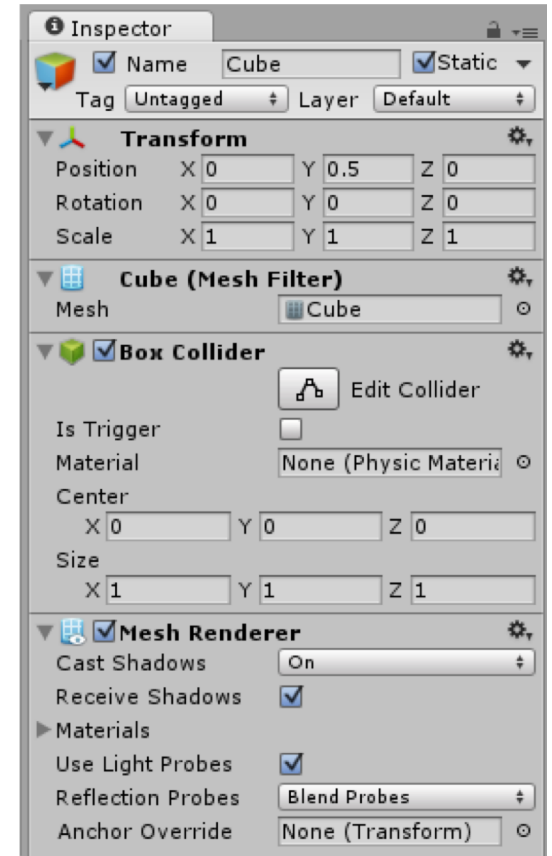 Inspector
Name Cube Static
Tag Untagged Layer Default
Transform
Position X 0 Y 0.5 Z 0
Rotation X 0 Y 0 Z 0
Scale X 1 Y 1 Z 1
Cube (Mesh Filter)
Mesh Cube
Box Collider
Edit Collider
Is Trigger
Material None (Physic Materia
Center
X 0 Y 0 Z 0
Size
X 1 Y 1 Z 1
Mesh Renderer
Cast Shadows On
Receive Shadows
Materials
Use Light Probes
Reflection Probes Blend Probes
Anchor Override None (Transform)